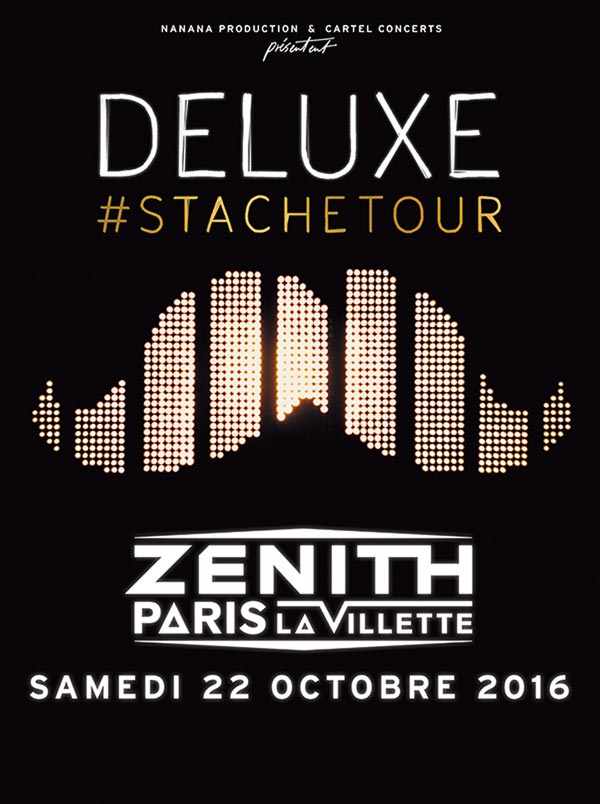 NANANA PRODUCTION & CARTEL CONCERTS
présentent
DELUXE
#STACHETOUR
ZENITH
PARIS LA VILLETTE
SAMEDI 22 OCTOBRE 2016